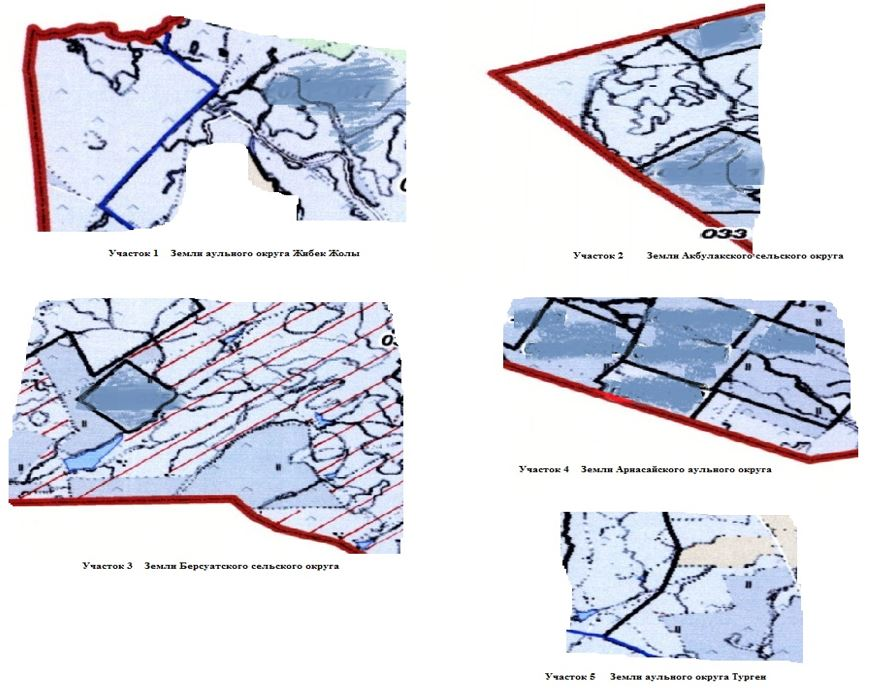 Участок 1 Земли аульного округа Жибек Жолы
033
Участок 2 Земли Акбулакского сельского округа
Участок 3 Земли Берсуатского сельского округа
Участок 4 Земли Арнасайского аульного округа
Участок 5 Земли аульного округа Турген